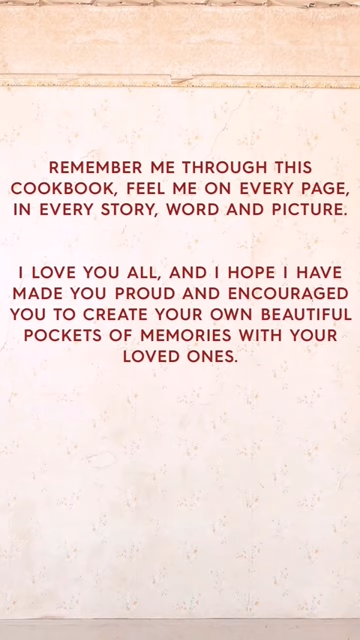 REMEMBER ME THROUGH THIS
COOKBOOK, FEEL ME ON EVERY PAGE,
IN EVERY STORY, WORD AND PICTURE.
I LOVE YOU ALL, AND I HOPE I HAVE
MADE YOU PROUD AND ENCOURAGED
YOU TO CREATE YOUR OWN BEAUTIFUL
POCKETS OF MEMORIES WITH YOUR
LOVED ONES.